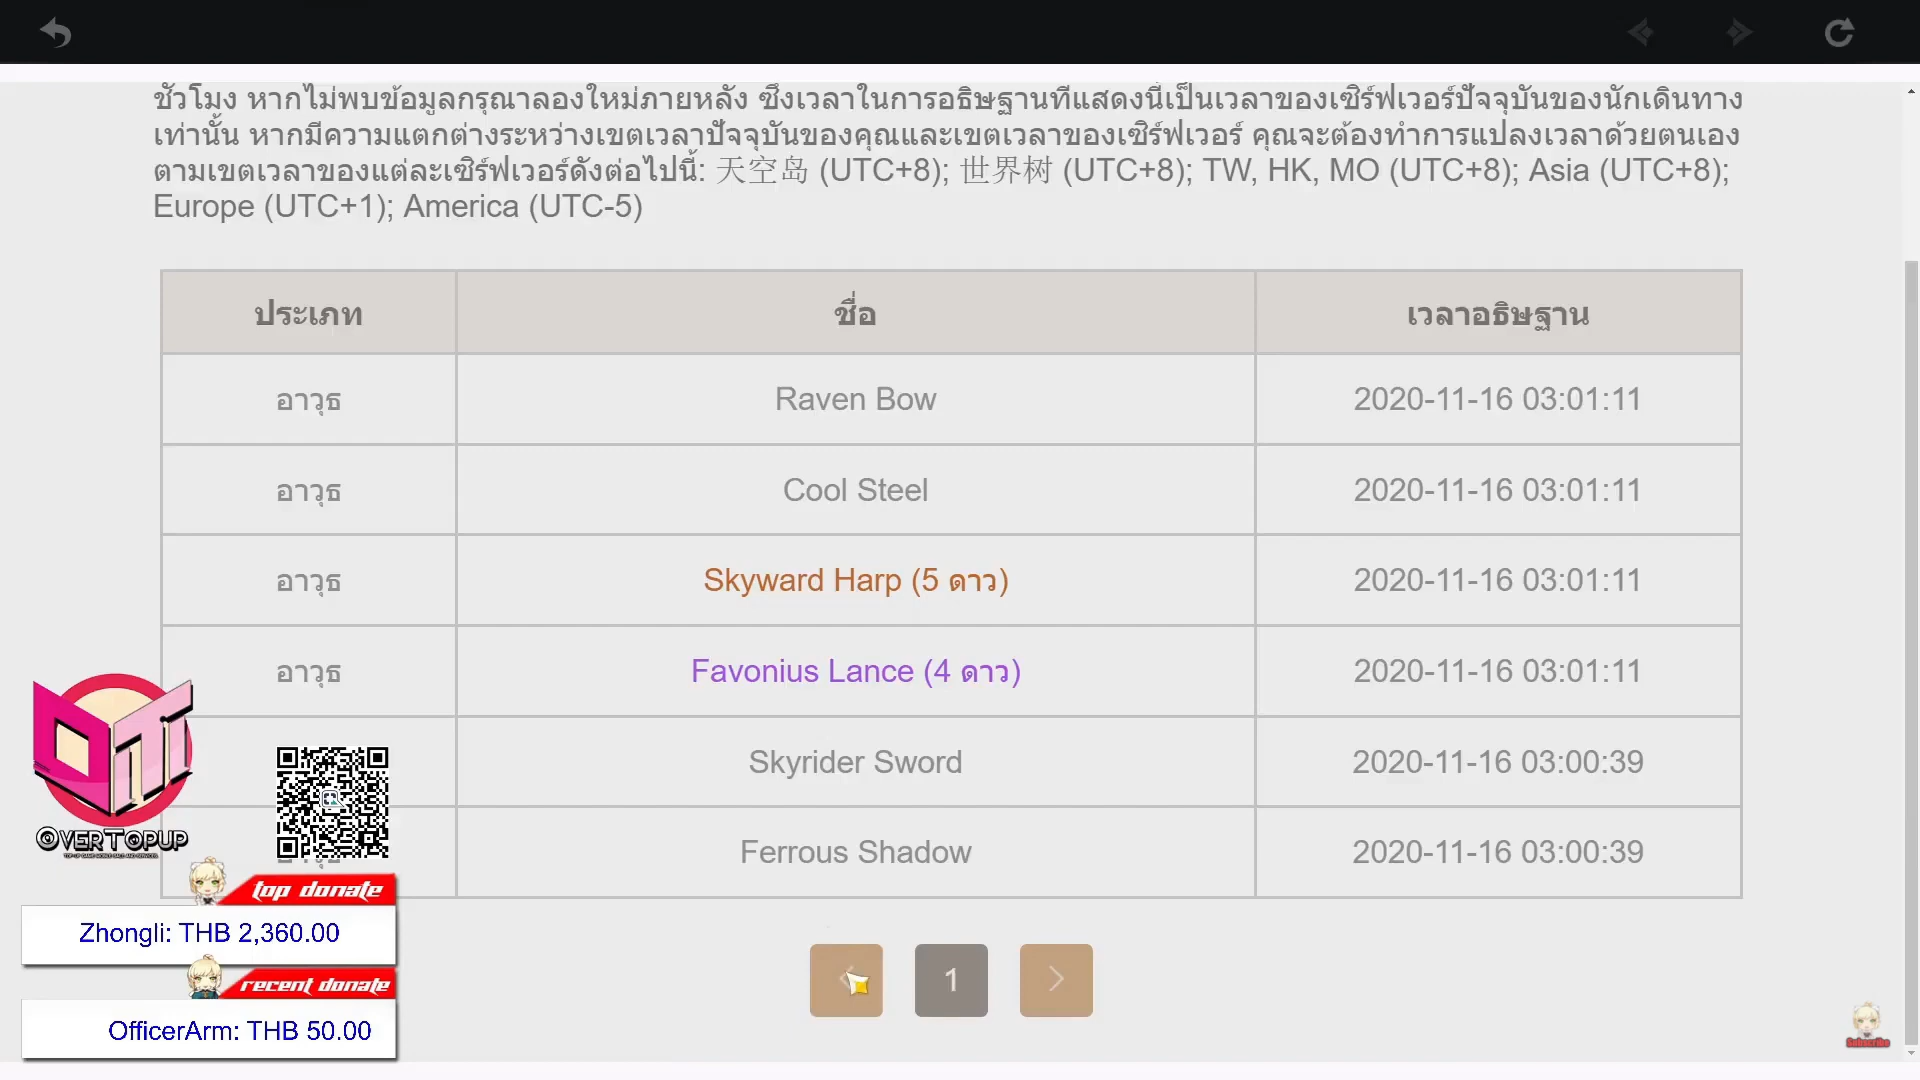 ชั่วโมง หากไม่พบข้อมูลกรุณาลองใหม่ภายหลัง ซึ่งเวลาในการอธิษฐานที่แสดงนี้เป็นเวลาของเซิร์ฟเวอร์ปัจจุบันของนักเดินทาง
เท่านั้น หากมีความแตกต่างระหว่างเขตเวลาปัจจุบันของคุณและเขตเวลาของเซิร์ฟเวอร์ คุณจะต้องทำการแปลงเวลาด้วยตนเอง
ตามเขตเวลาของแต่ละเซิร์ฟเวอร์ดังต่อไปนี้: 天空岛 (UTC+8); 世界树 (UTC+8); TW, HK, MO (UTC+8); Asia (UTC+8);
Europe (UTC+1); America (UTC-5)
ประเภท ชื่อ เวลาอธิษฐาน
อาวุธ Raven Bow 2020-11-16 03:01:11
อาวุธ Cool Steel 2020-11-16 03:01:11
อาวุธ Skyward Harp (5 ดาว) 2020-11-16 03:01:11
อาวุธ Favonius Lance (4 ดาว) 2020-11-16 03:01:11
Skyrider Sword 2020-11-16 03:00:39
Ferrous Shadow 2020-11-16 03:00:39
OVERTOPUP
top donate
Zhongli: THB 2,360.00
recent donate
OfficerArm: THB 50.00
1
Subscribe